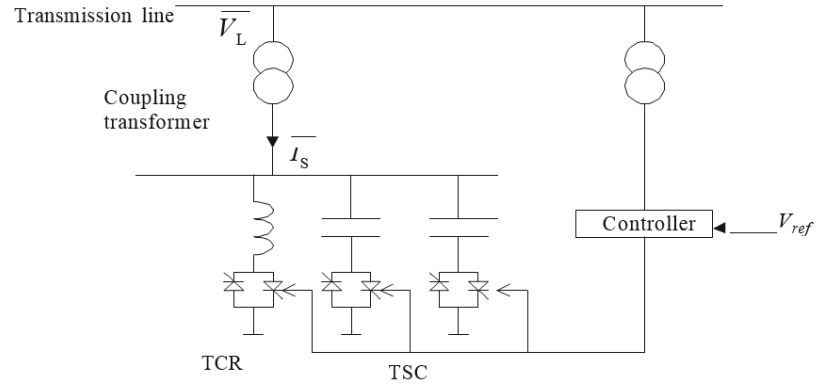 Transmission line
V_L
Coupling
transformer
I_S
Controller
V_ref
TCR
TSC